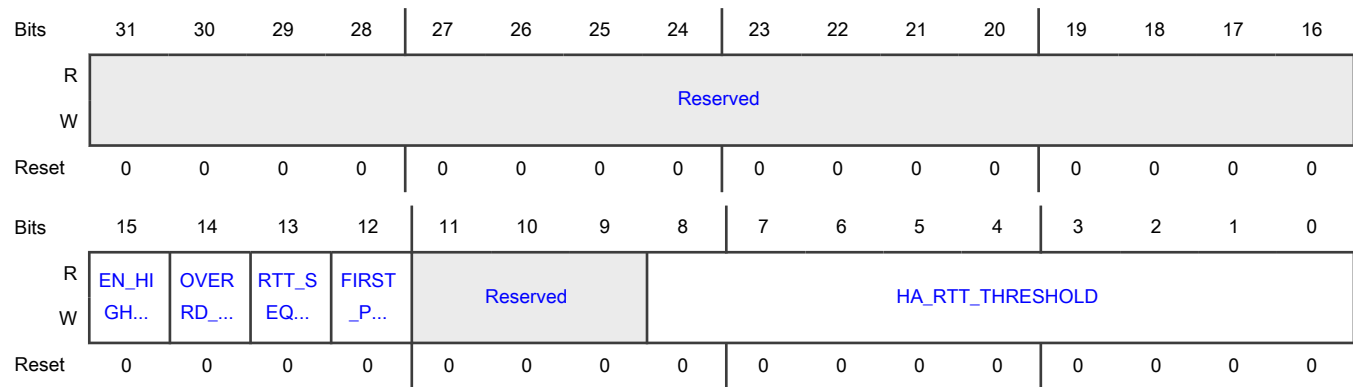 Bits 31 30 29 28 27 26 25 24 23 22 21 20 19 18 17 16
R
Reserved
W
Reset 0 0 0 0 0 0 0 0 0 0 0 0 0 0 0 0
Bits 15 14 13 12 11 10 9 8 7 6 5 4 3 2 1 0
R EN_HI OVER RTT_S FIRST
Reserved HA_RTT_THRESHOLD
W GH... RD_... EQ... _P...
Reset 0 0 0 0 0 0 0 0 0 0 0 0 0 0 0 0